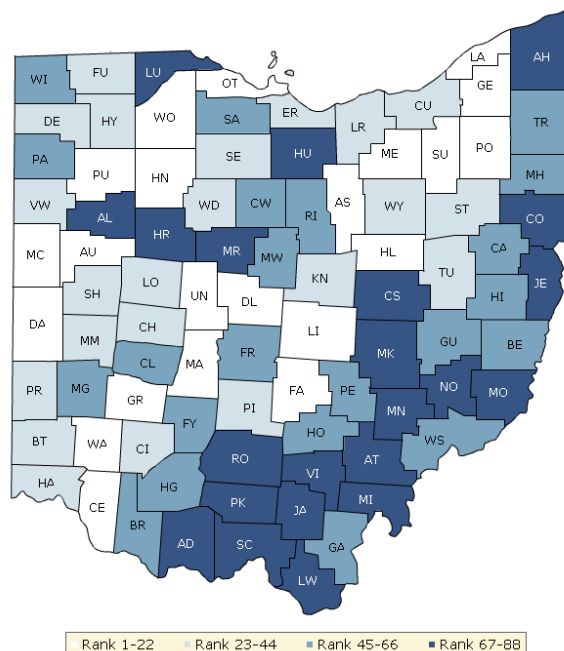 LA
AH
WI
FU
LU
OT
GE
DE
HY
WO
SA
ER
LR
CU
TR
PA
PU
HN
SE
HU
ME
SU
PO
MH
VW
AL
WD
CW
RI
AS
WY
ST
CO
MC
AU
HR
MR
MW
HL
TU
CA
JE
SH
LO
UN
DL
KN
CS
HI
DA
MM
CH
LI
GU
BE
CL
MA
FR
MK
PR
MG
GR
FA
PE
NO
MO
BT
WA
CI
FY
PI
HO
MN
WS
HA
CE
HG
RO
VI
AT
BR
PK
JA
MI
AD
SC
GA
LW
Rank 1-22 Rank 23-44 Rank 45-66 Rank 67-88